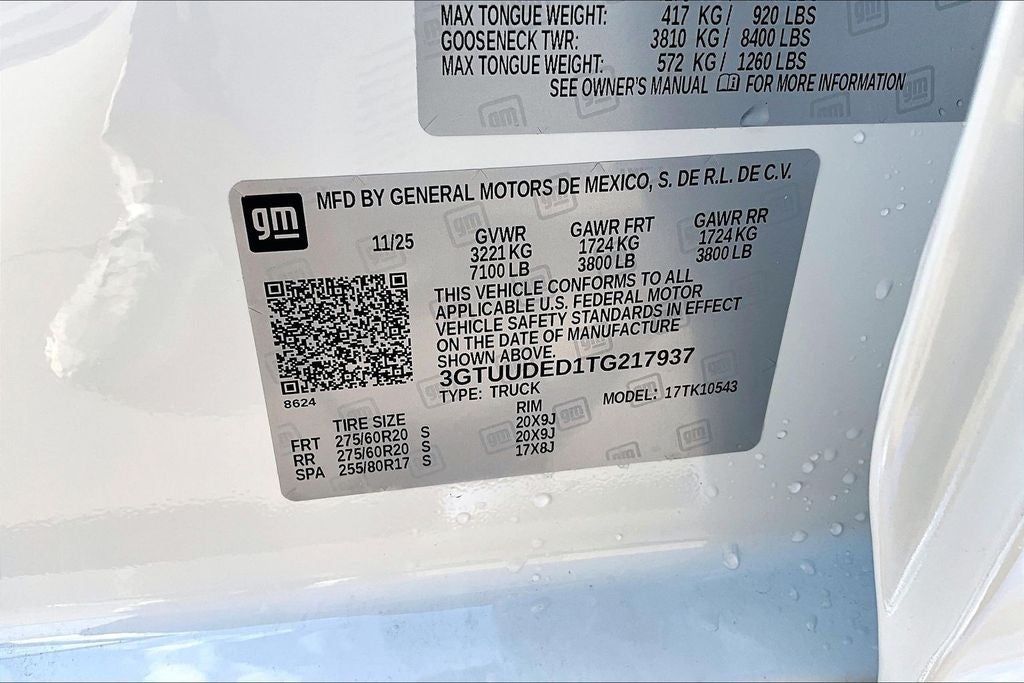 MAX TONGUE WEIGHT: 417 KG / 920 LBS
GOOSENECK TWR: 3810 KG / 8400 LBS
MAX TONGUE WEIGHT: 572 KG / 1260 LBS
SEE OWNER'S MANUAL FOR MORE INFORMATION
gm
MFD BY GENERAL MOTORS DE MEXICO, S. DE R.L. DE C.V.
11/25 GVWR GAWR FRT GAWR RR
3221 KG 1724 KG 1724 KG
7100 LB 3800 LB 3800 LB
THIS VEHICLE CONFORMS TO ALL
APPLICABLE U.S. FEDERAL MOTOR
VEHICLE SAFETY STANDARDS IN EFFECT
ON THE DATE OF MANUFACTURE
SHOWN ABOVE.
3GTUUDED1TG217937
TYPE: TRUCK MODEL: 17TK10543
8624
TIRE SIZE RIM
FRT 275/60R20 S 20X9J
RR 275/60R20 S 20X9J
SPA 255/80R17 S 17X8J